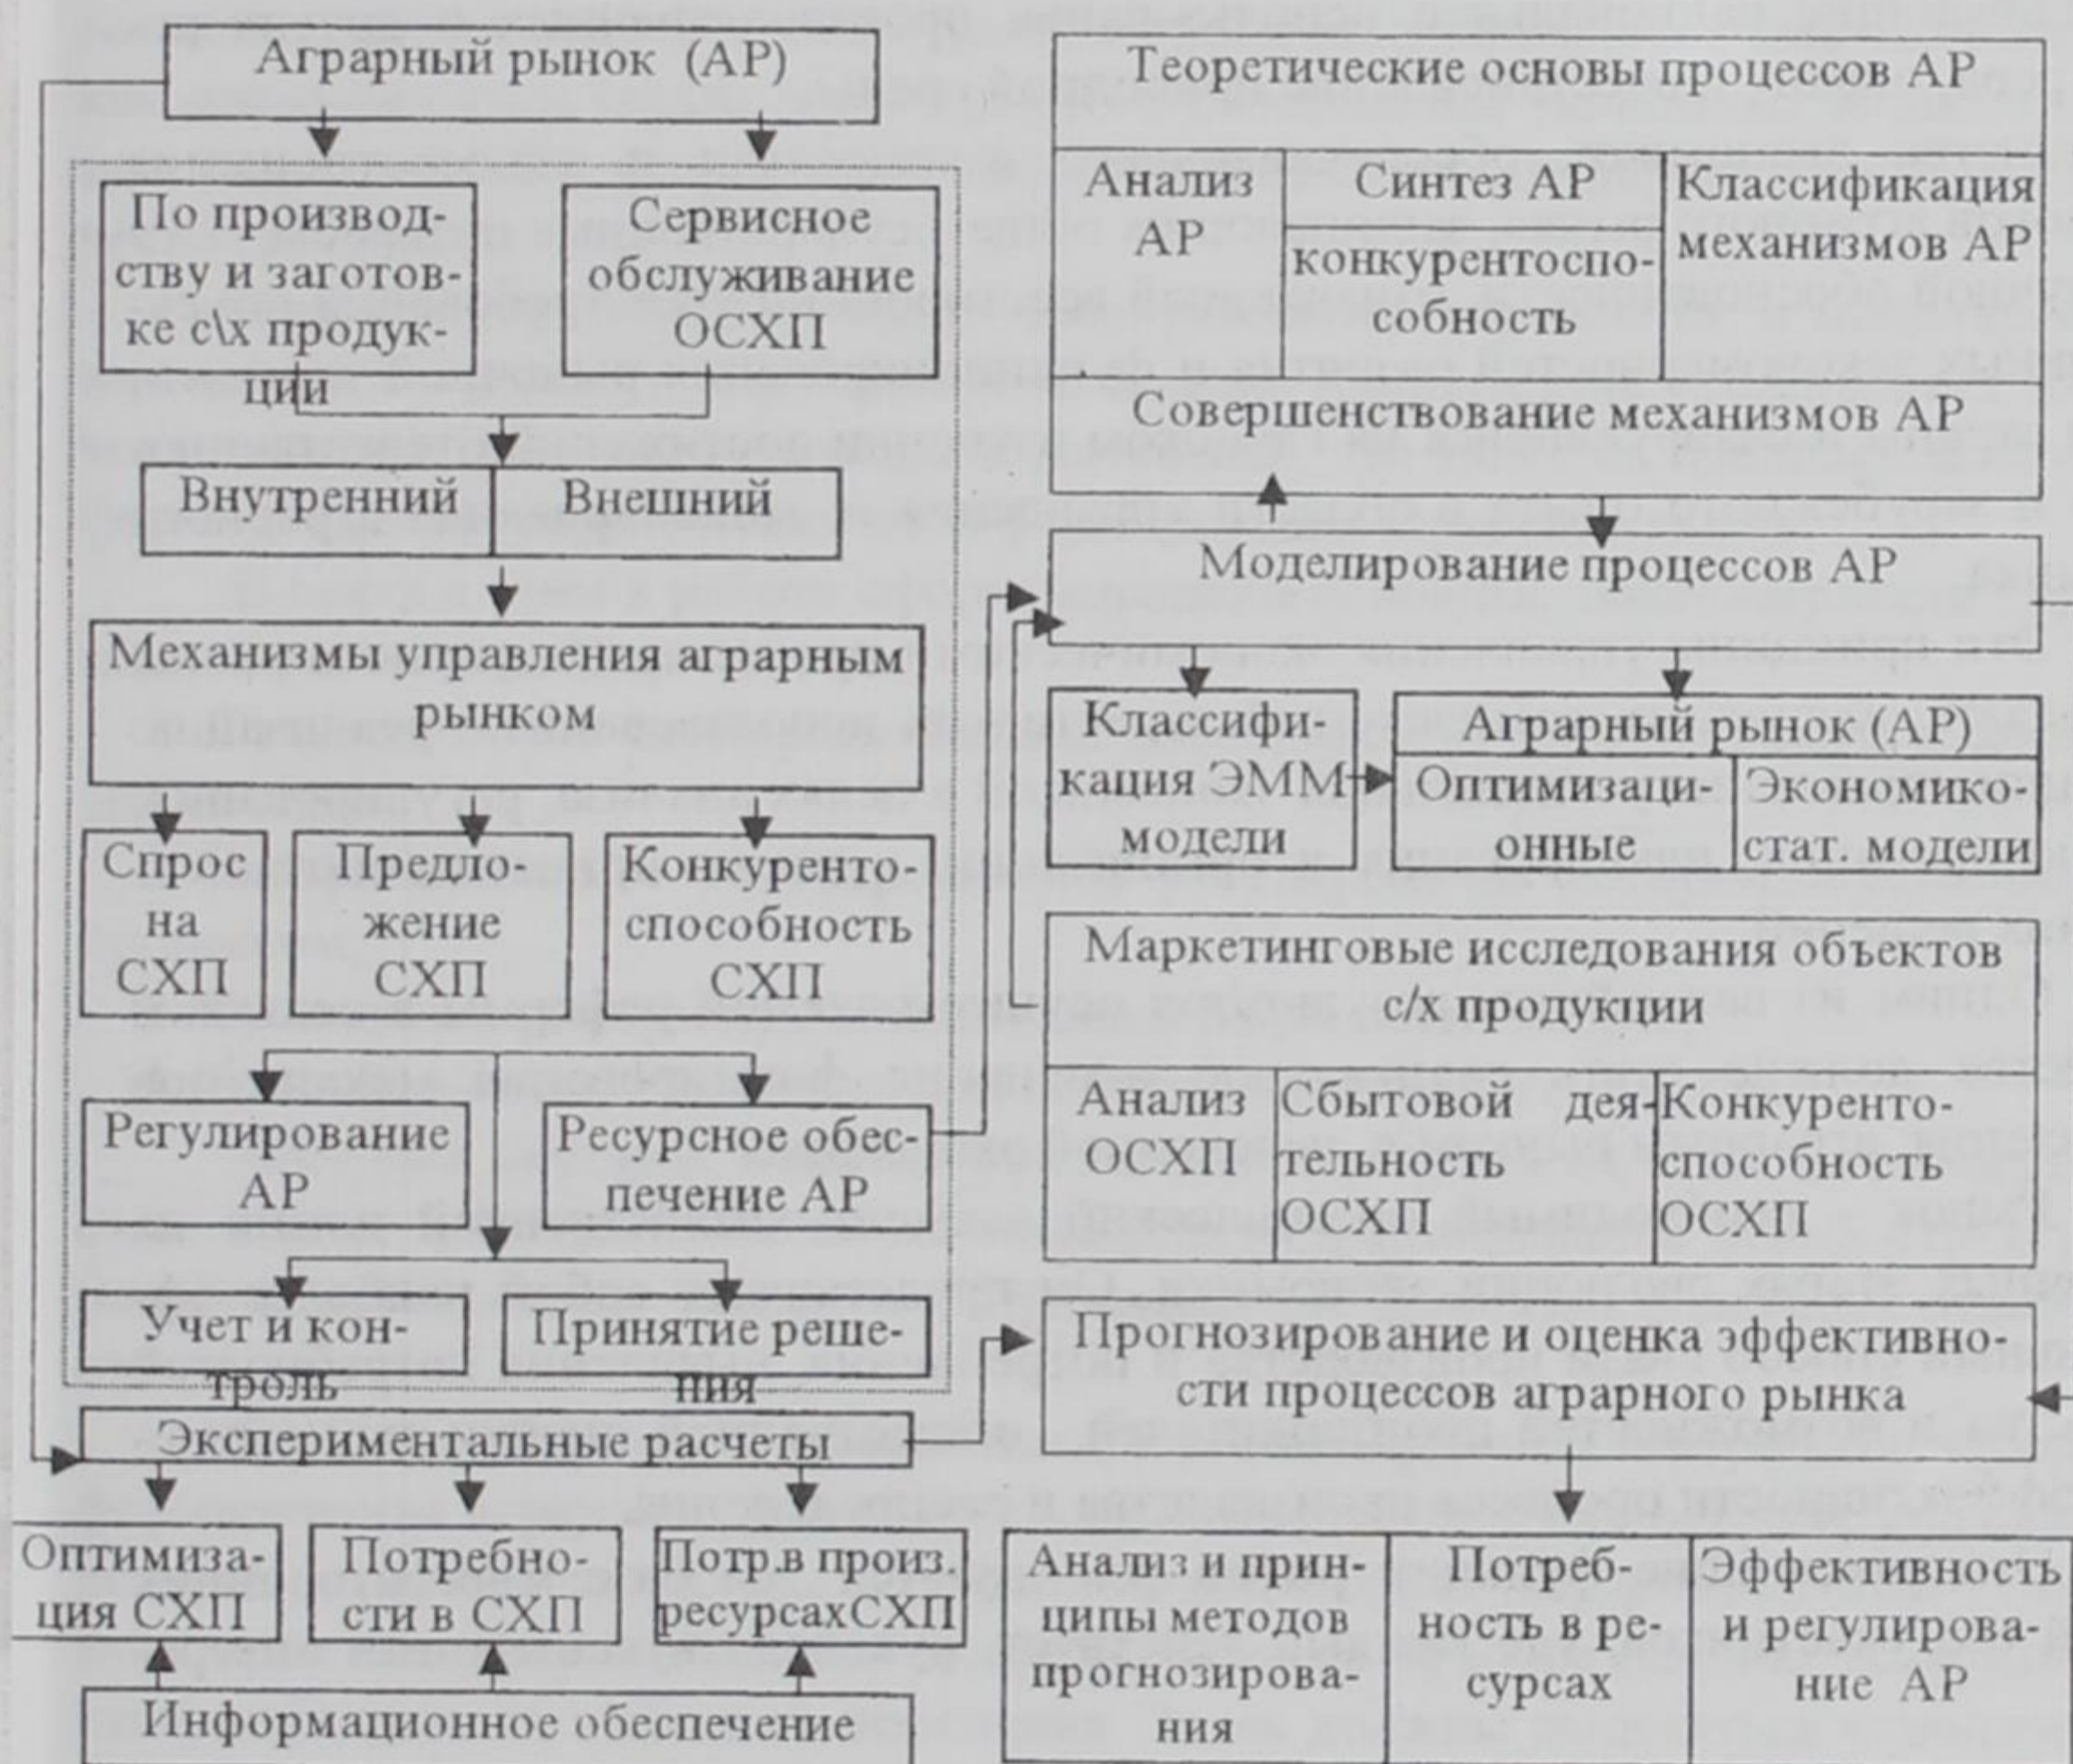 Аграрный рынок (АР)
По производ-
ству и заготов-
ке с\х продук-
ции
Сервисное
обслуживание
ОСХП
Внутренний
Внешний
Механизмы управления аграрным
рынком
Спрос
на
СХП
Предло-
жение
СХП
Конкуренто-
способность
СХП
Регулирование
АР
Ресурсное обес-
печение АР
Учет и кон-
троль
Принятие реше-
ния
Экспериментальные расчеты
Оптимиза-
ция СХП
Потребно-
сти в СХП
Потр.в произ.
ресурсахСХП
Информационное обеспечение
Теоретические основы процессов АР
Анализ
АР
Синтез АР
конкурентоспо-
собность
Классификация
механизмов АР
Совершенствование механизмов АР
Моделирование процессов АР
Классифи-
кация ЭММ
модели
Аграрный рынок (АР)
Оптимизаци-
онные
Экономико-
стат. модели
Маркетинговые исследования объектов
с/х продукции
Анализ
ОСХП
Сбытовой дея-
тельность
ОСХП
Конкуренто-
способность
ОСХП
Прогнозирование и оценка эффективно-
сти процессов аграрного рынка
Анализ и прин-
ципы методов
прогнозирова-
ния
Потреб-
ность в ре-
сурсах
Эффективность
и регулирова-
ние АР